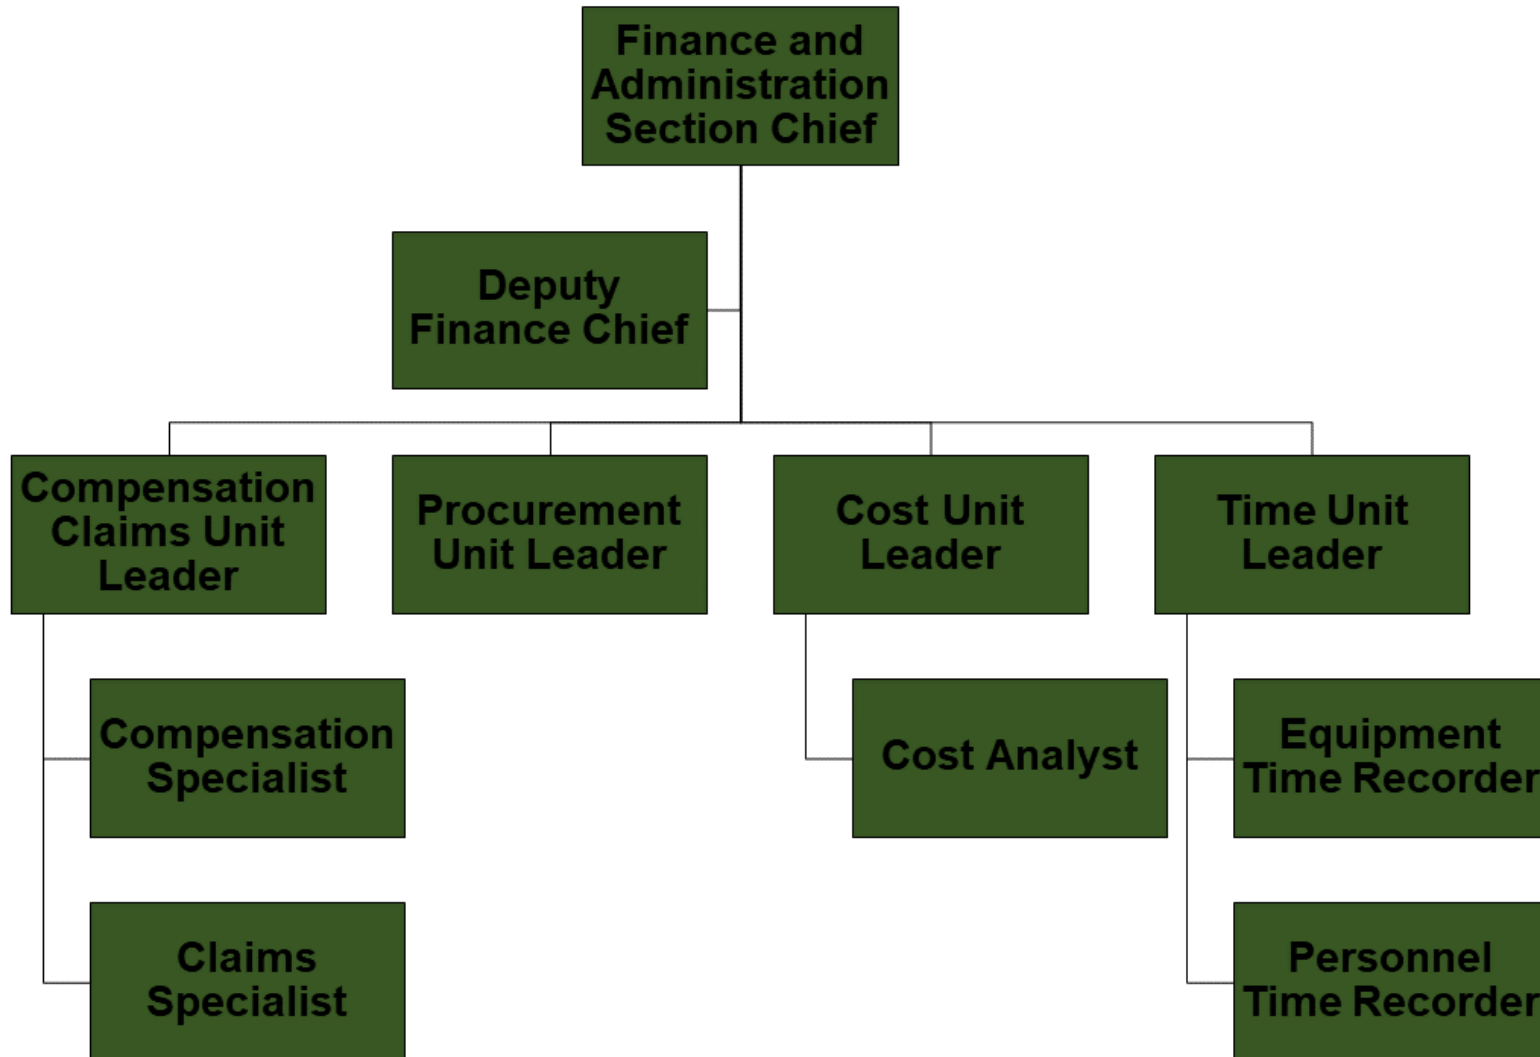 Finance and
Administration
Section Chief
Deputy
Finance Chief
Compensation
Claims Unit
Leader
Procurement
Unit Leader
Cost Unit
Leader
Time Unit
Leader
Compensation
Specialist
Cost Analyst
Equipment
Time Recorder
Claims
Specialist
Personnel
Time Recorder